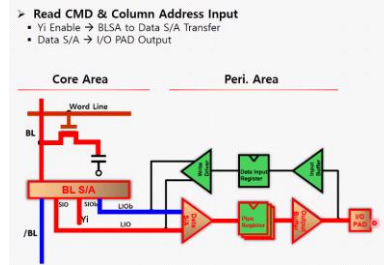 ➢ Read CMD & Column Address Input
▪ Yi Enable → BLSA to Data S/A Transfer
▪ Data S/A → I/O PAD Output
Core Area
Peri. Area
Word Line
BL
Write Driver
Data Input Register
Input Buffer
BL S/A
SIO
SIOb
LIOb
Yi
LIO
/BL
Data S/A
Pipe Register
Output Buffer
I/O PAD